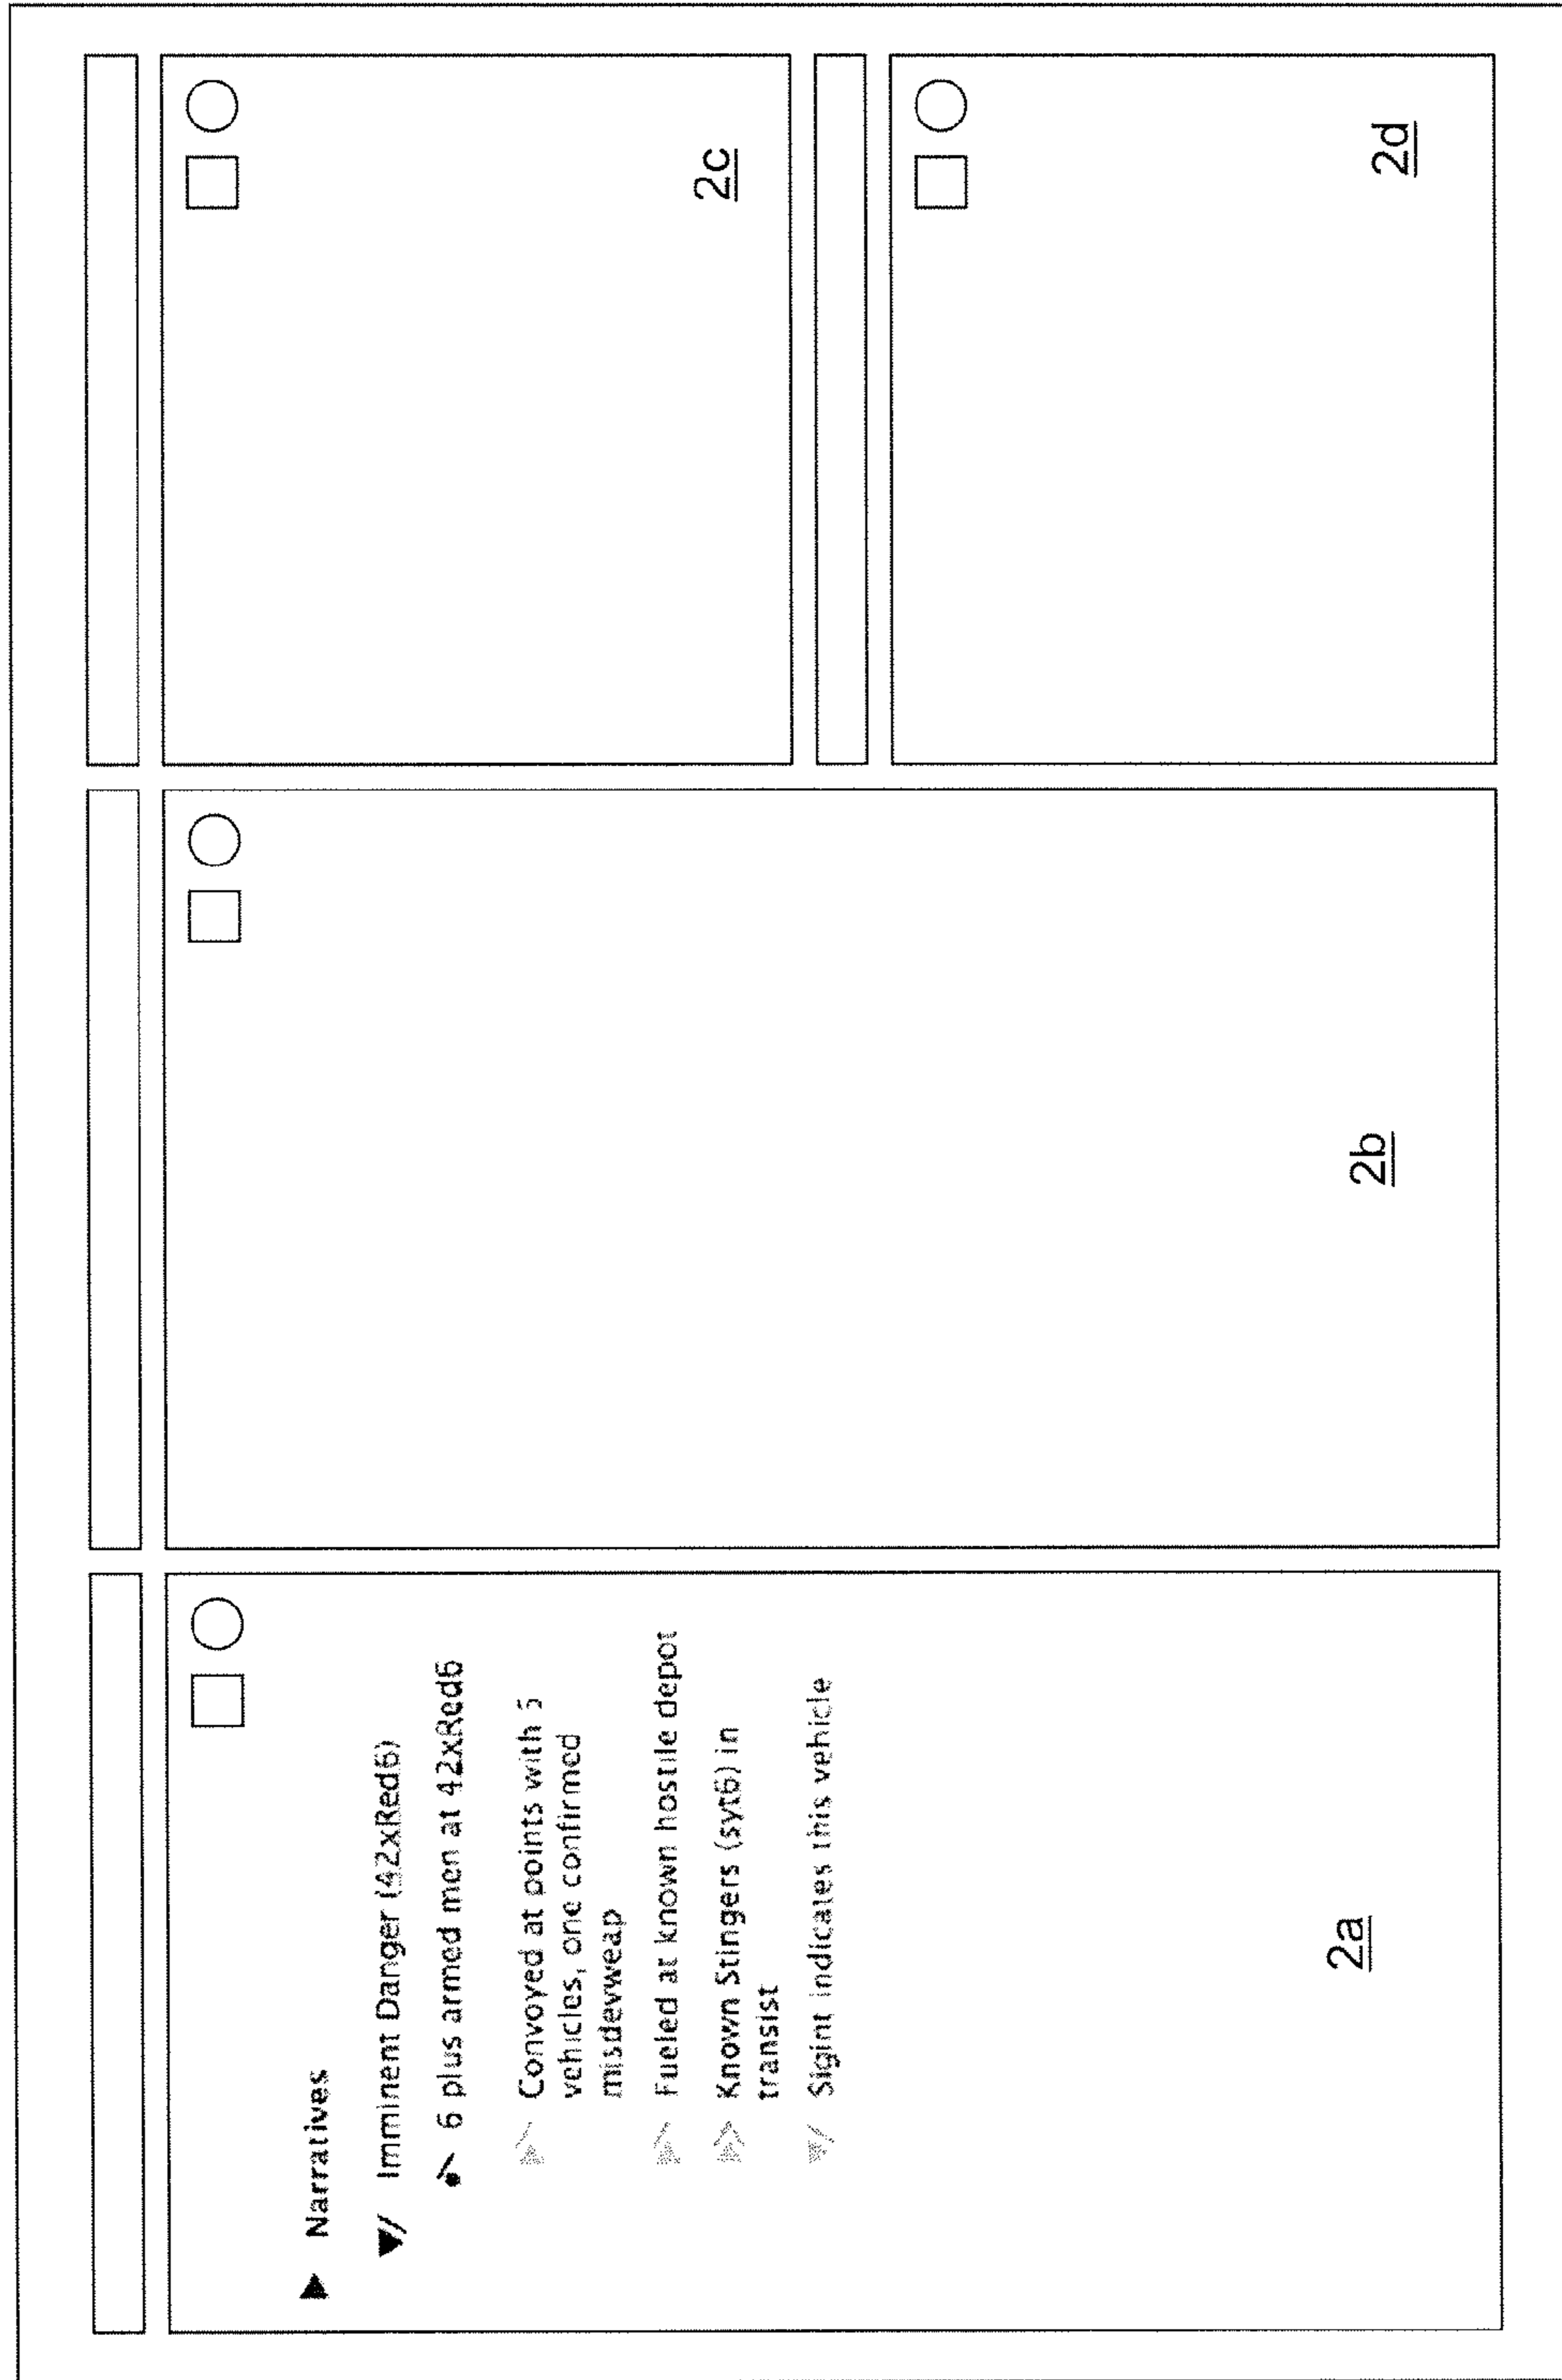 Narratives
Imminent Danger (42xRed6)
6 plus armed men at 42xRed6
Convoyed at points with 5
vehicles, one confirmed
misdevweap
Fueled at known hostile depot
Known Stingers (syt6) in
transist
Sigint indicates this vehicle
2a
2b
2c
2d